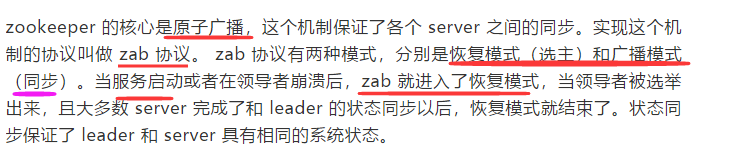 zookeeper 的核心是原子广播，这个机制保证了各个 server 之间的同步。实现这个机
制的协议叫做 zab 协议。 zab 协议有两种模式，分别是恢复模式（选主）和广播模式
（同步）。当服务启动或者在领导者崩溃后，zab 就进入了恢复模式，当领导者被选举
出来，且大多数 server 完成了和 leader 的状态同步以后，恢复模式就结束了。状态同
步保证了 leader 和 server 具有相同的系统状态。